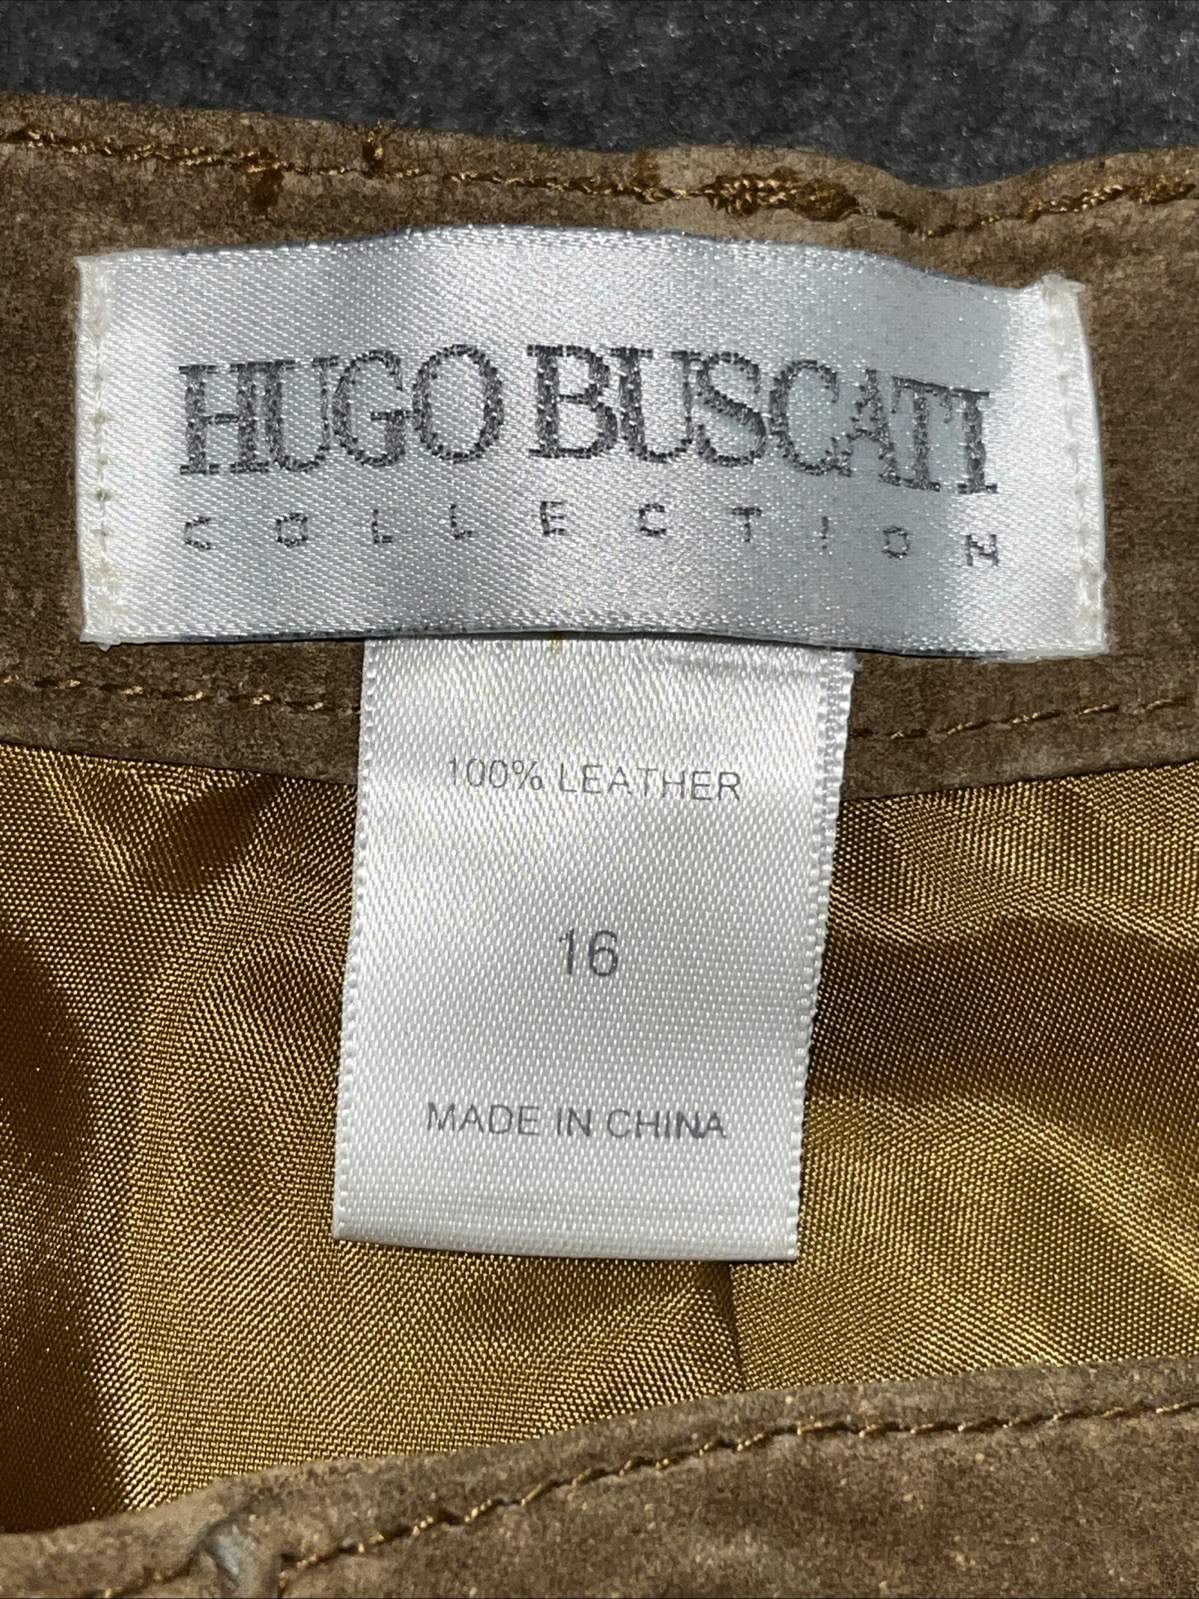 HUGO BUSCATI
COLLECTION
100% LEATHER
16
MADE IN CHINA